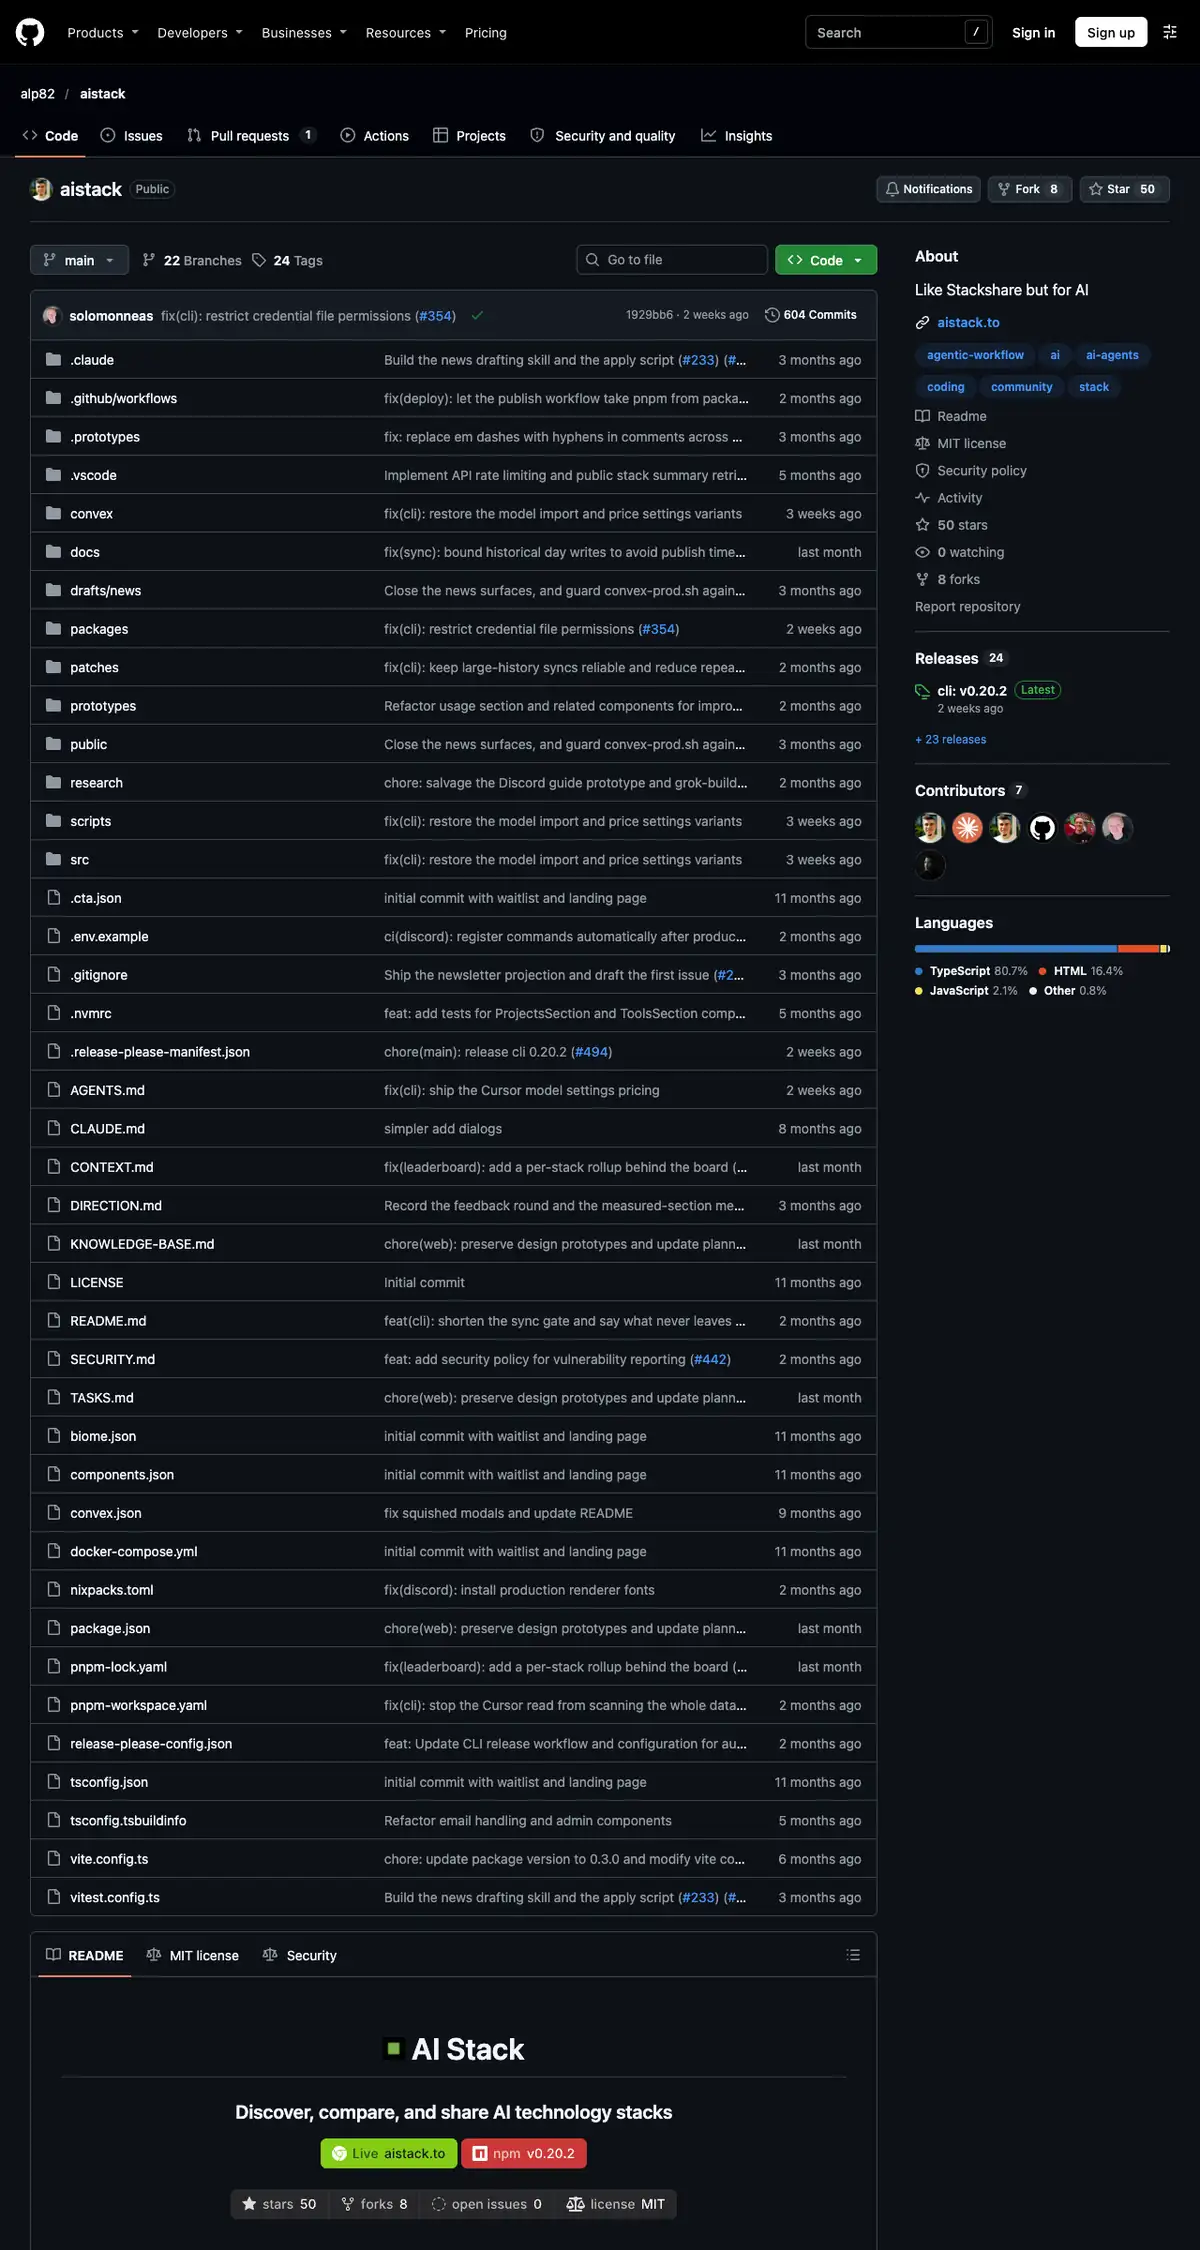 Products Developers Businesses Resources Pricing Search / Sign in Sign up
alp82 / aistack
Code Issues Pull requests 1 Actions Projects Security and quality Insights
aistack Public Notifications Fork 8 Star 50
main 22 Branches 24 Tags Go to file Code
solomonneas fix(cli): restrict credential file permissions (#354) 1929bb6 · 2 weeks ago 604 Commits
.claude Build the news drafting skill and the apply script (#233) (#... 3 months ago
.github/workflows fix(deploy): let the publish workflow take pnpm from packa... 2 months ago
.prototypes fix: replace em dashes with hyphens in comments across ... 3 months ago
.vscode Implement API rate limiting and public stack summary retri... 5 months ago
convex fix(cli): restore the model import and price settings variants 3 weeks ago
docs fix(sync): bound historical day writes to avoid publish time... last month
drafts/news Close the news surfaces, and guard convex-prod.sh again... 3 months ago
packages fix(cli): restrict credential file permissions (#354) 2 weeks ago
patches fix(cli): keep large-history syncs reliable and reduce repea... 2 months ago
prototypes Refactor usage section and related components for impro... 2 months ago
public Close the news surfaces, and guard convex-prod.sh again... 3 months ago
research chore: salvage the Discord guide prototype and grok-build... 2 months ago
scripts fix(cli): restore the model import and price settings variants 3 weeks ago
src fix(cli): restore the model import and price settings variants 3 weeks ago
.cta.json initial commit with waitlist and landing page 11 months ago
.env.example ci(discord): register commands automatically after produc... 2 months ago
.gitignore Ship the newsletter projection and draft the first issue (#2... 3 months ago
.nvmrc feat: add tests for ProjectsSection and ToolsSection comp... 5 months ago
.release-please-manifest.json chore(main): release cli 0.20.2 (#494) 2 weeks ago
AGENTS.md fix(cli): ship the Cursor model settings pricing 2 weeks ago
CLAUDE.md simpler add dialogs 8 months ago
CONTEXT.md fix(leaderboard): add a per-stack rollup behind the board (... last month
DIRECTION.md Record the feedback round and the measured-section me... 3 months ago
KNOWLEDGE-BASE.md chore(web): preserve design prototypes and update plann... last month
LICENSE Initial commit 11 months ago
README.md feat(cli): shorten the sync gate and say what never leaves ... 2 months ago
SECURITY.md feat: add security policy for vulnerability reporting (#442) 2 months ago
TASKS.md chore(web): preserve design prototypes and update plann... last month
biome.json initial commit with waitlist and landing page 11 months ago
components.json initial commit with waitlist and landing page 11 months ago
convex.json fix squished modals and update README 9 months ago
docker-compose.yml initial commit with waitlist and landing page 11 months ago
nixpacks.toml fix(discord): install production renderer fonts 2 months ago
package.json chore(web): preserve design prototypes and update plann... last month
pnpm-lock.yaml fix(leaderboard): add a per-stack rollup behind the board (... last month
pnpm-workspace.yaml fix(cli): stop the Cursor read from scanning the whole data... 2 months ago
release-please-config.json feat: Update CLI release workflow and configuration for au... 2 months ago
tsconfig.json initial commit with waitlist and landing page 11 months ago
tsconfig.tsbuildinfo Refactor email handling and admin components 5 months ago
vite.config.ts chore: update package version to 0.3.0 and modify vite co... 6 months ago
vitest.config.ts Build the news drafting skill and the apply script (#233) (#... 3 months ago
README MIT license Security
AI Stack
Discover, compare, and share AI technology stacks
Live aistack.to npm v0.20.2
stars 50 forks 8 open issues 0 license MIT
About
Like Stackshare but for AI
aistack.to
agentic-workflow ai ai-agents
coding community stack
Readme
MIT license
Security policy
Activity
50 stars
0 watching
8 forks
Report repository
Releases 24
cli: v0.20.2 Latest
2 weeks ago
+ 23 releases
Contributors 7
Languages
TypeScript 80.7% HTML 16.4%
JavaScript 2.1% Other 0.8%